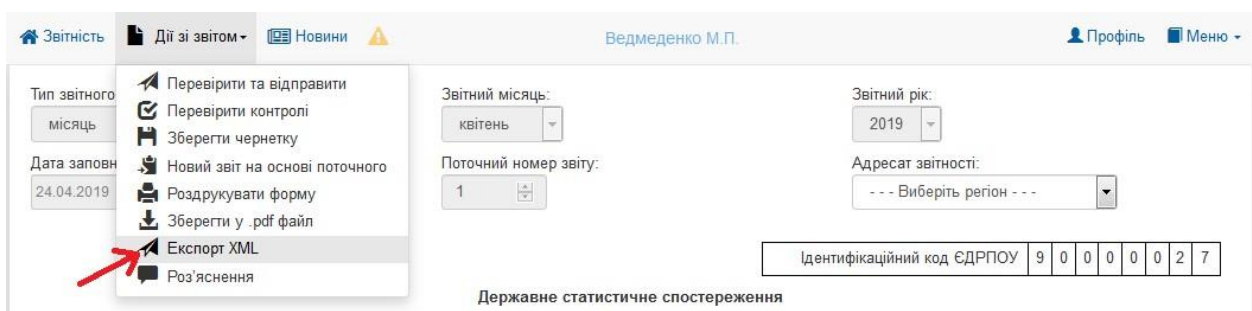 Звітність Дії зі звітом Новини Ведмеденко М.П. Профіль Меню
Тип звітного
місяць
Дата заповн
24.04.2019
Перевірити та відправити
Перевірити контролі
Зберегти чернетку
Новий звіт на основі поточного
Роздрукувати форму
Зберегти у .pdf файл
Експорт XML
Роз'яснення
Звітний місяць:
квітень
Поточний номер звіту:
1
Звітний рік:
2019
Адресат звітності:
- - - Виберіть регіон - - -
Ідентифікаційний код ЄДРПОУ 9 0 0 0 0 0 2 7
Державне статистичне спостереження